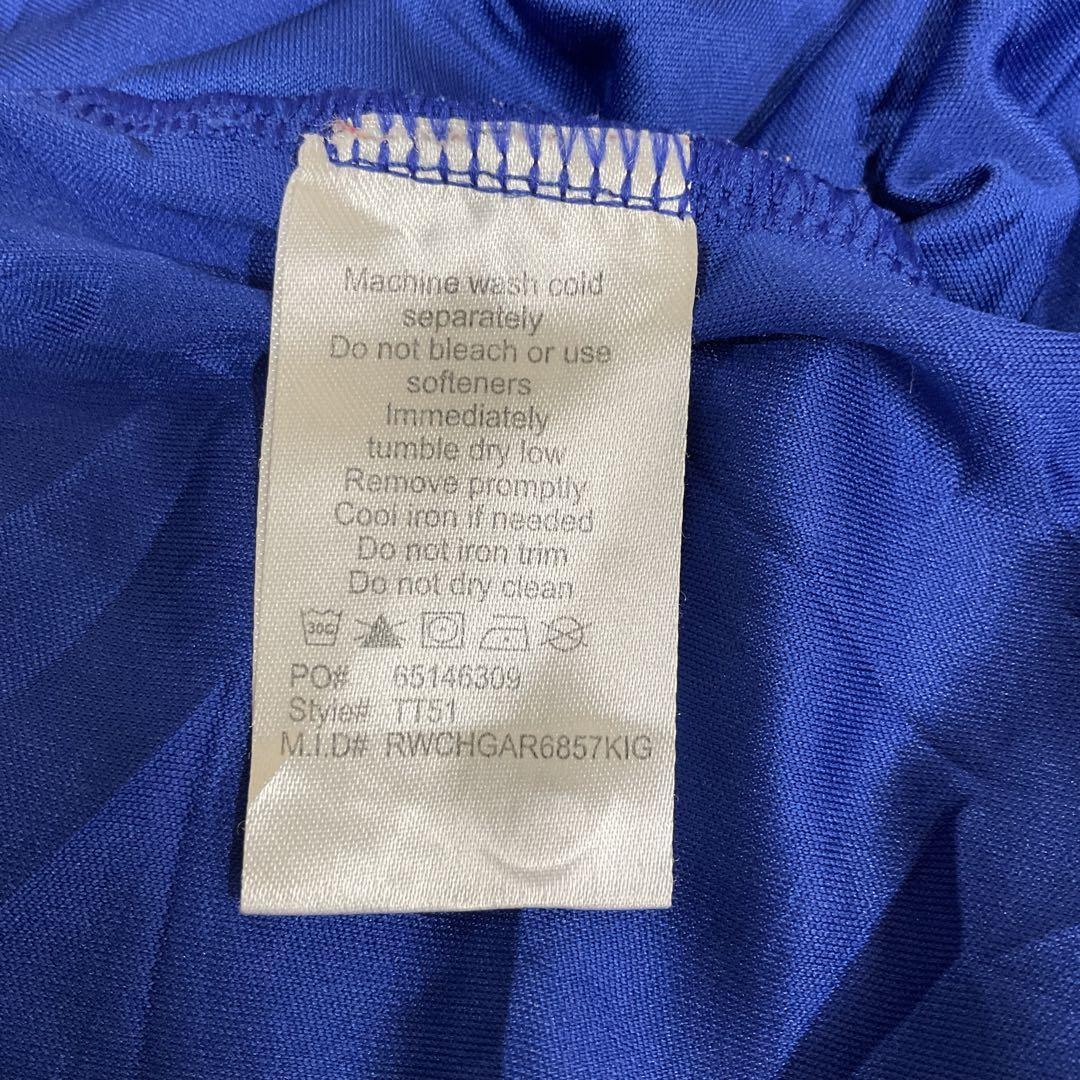 Machine wash cold
separately
Do not bleach or use
softeners
Immediately
tumble dry low
Remove promptly
Cool iron if needed
Do not iron trim
Do not dry clean
30C
PO# 65146309
Style# TT51
M.I.D# RWCHGAR6857KIG